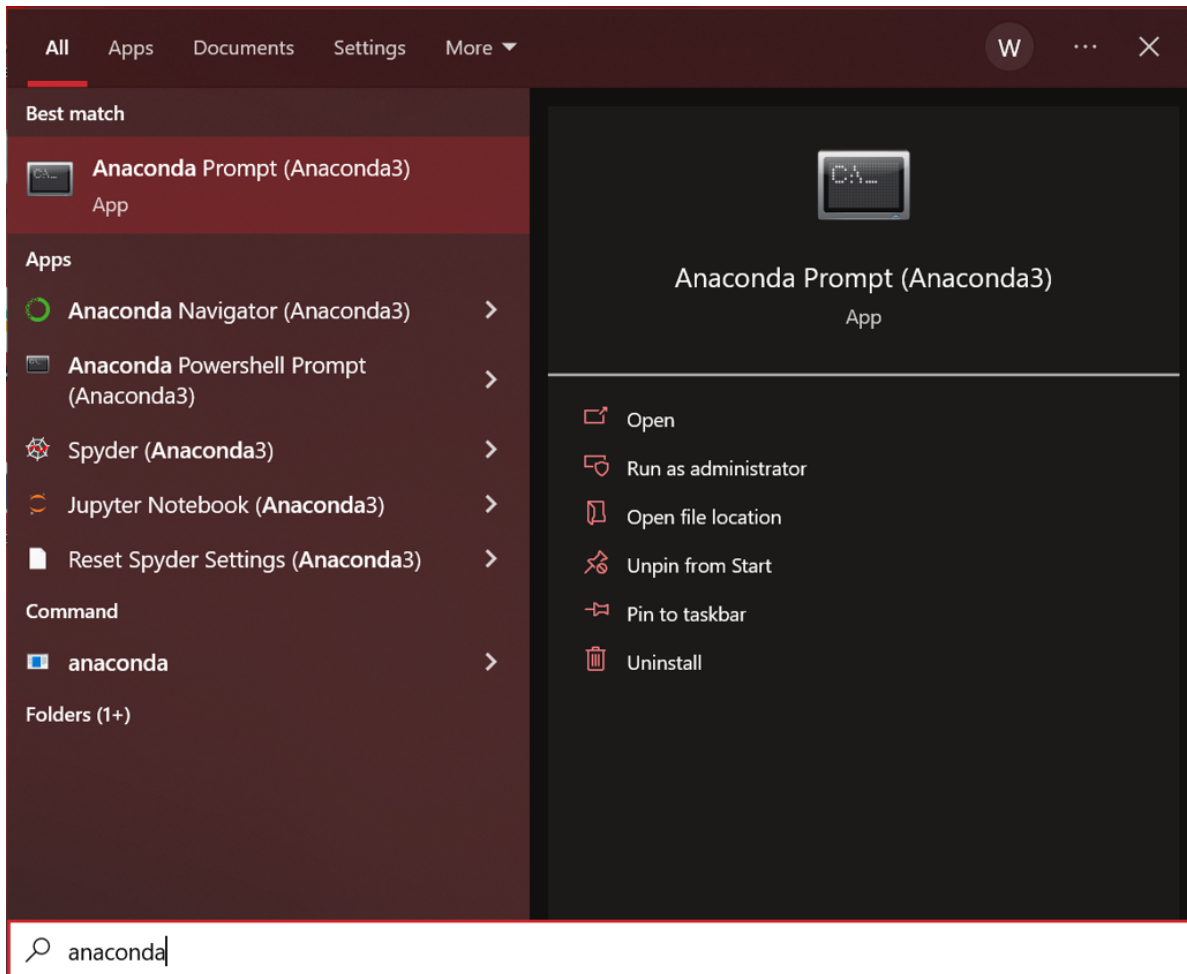 All Apps Documents Settings More
W ...
Best match
Anaconda Prompt (Anaconda3)
App
Apps
Anaconda Navigator (Anaconda3)
Anaconda Powershell Prompt
(Anaconda3)
Spyder (Anaconda3)
Jupyter Notebook (Anaconda3)
Reset Spyder Settings (Anaconda3)
Command
anaconda
Folders (1+)
C:\_
Anaconda Prompt (Anaconda3)
App
Open
Run as administrator
Open file location
Unpin from Start
Pin to taskbar
Uninstall
anaconda